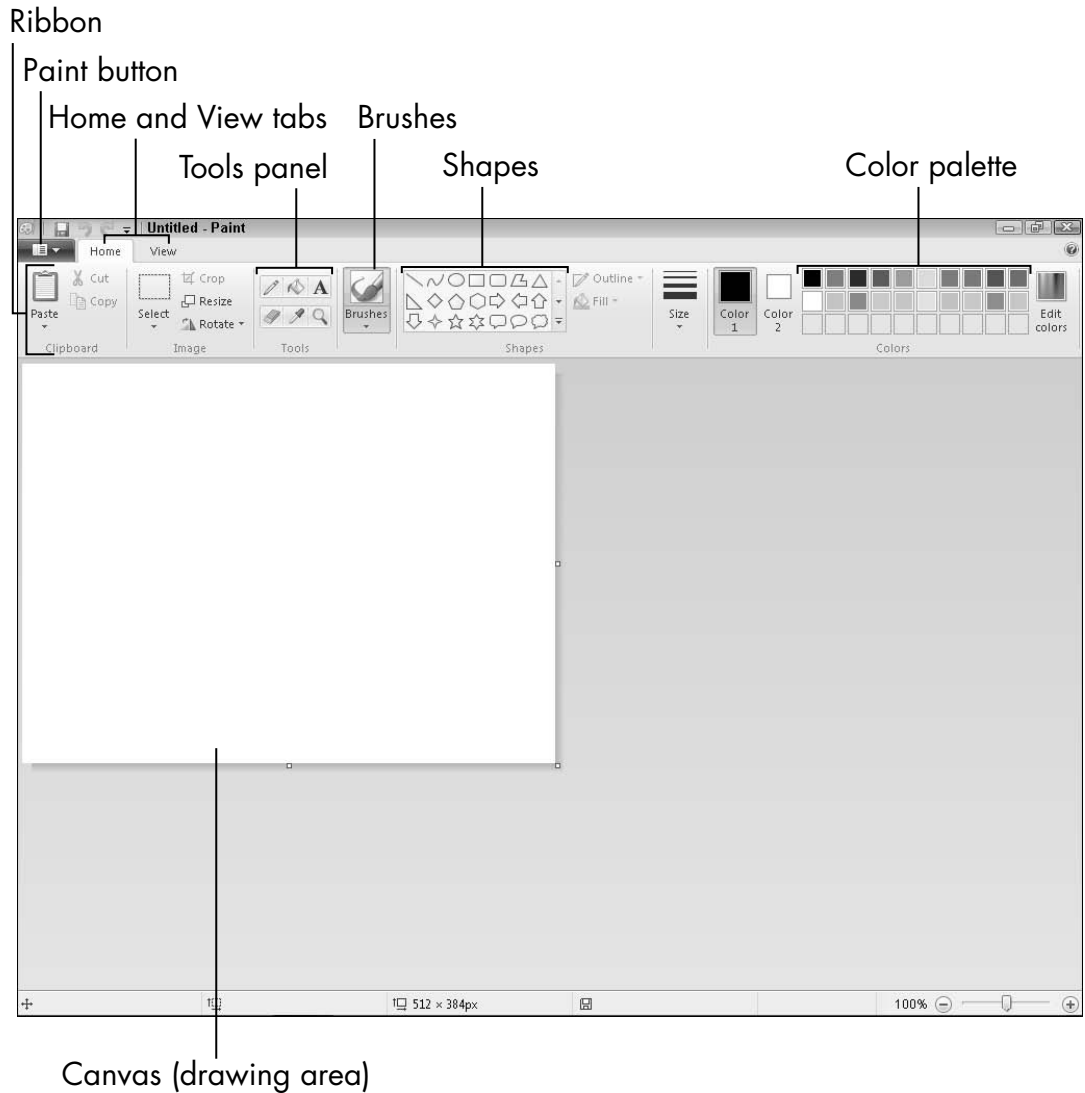 Ribbon
Paint button
Home and View tabs Brushes
Tools panel Shapes Color palette
Untitled - Paint
Home View
Cut Crop A Outline
Copy Resize Fill
Paste Select Rotate Brushes Size Color 1 Color 2 Edit colors
Clipboard Image Tools Shapes Colors
512 × 384px 100%
Canvas (drawing area)